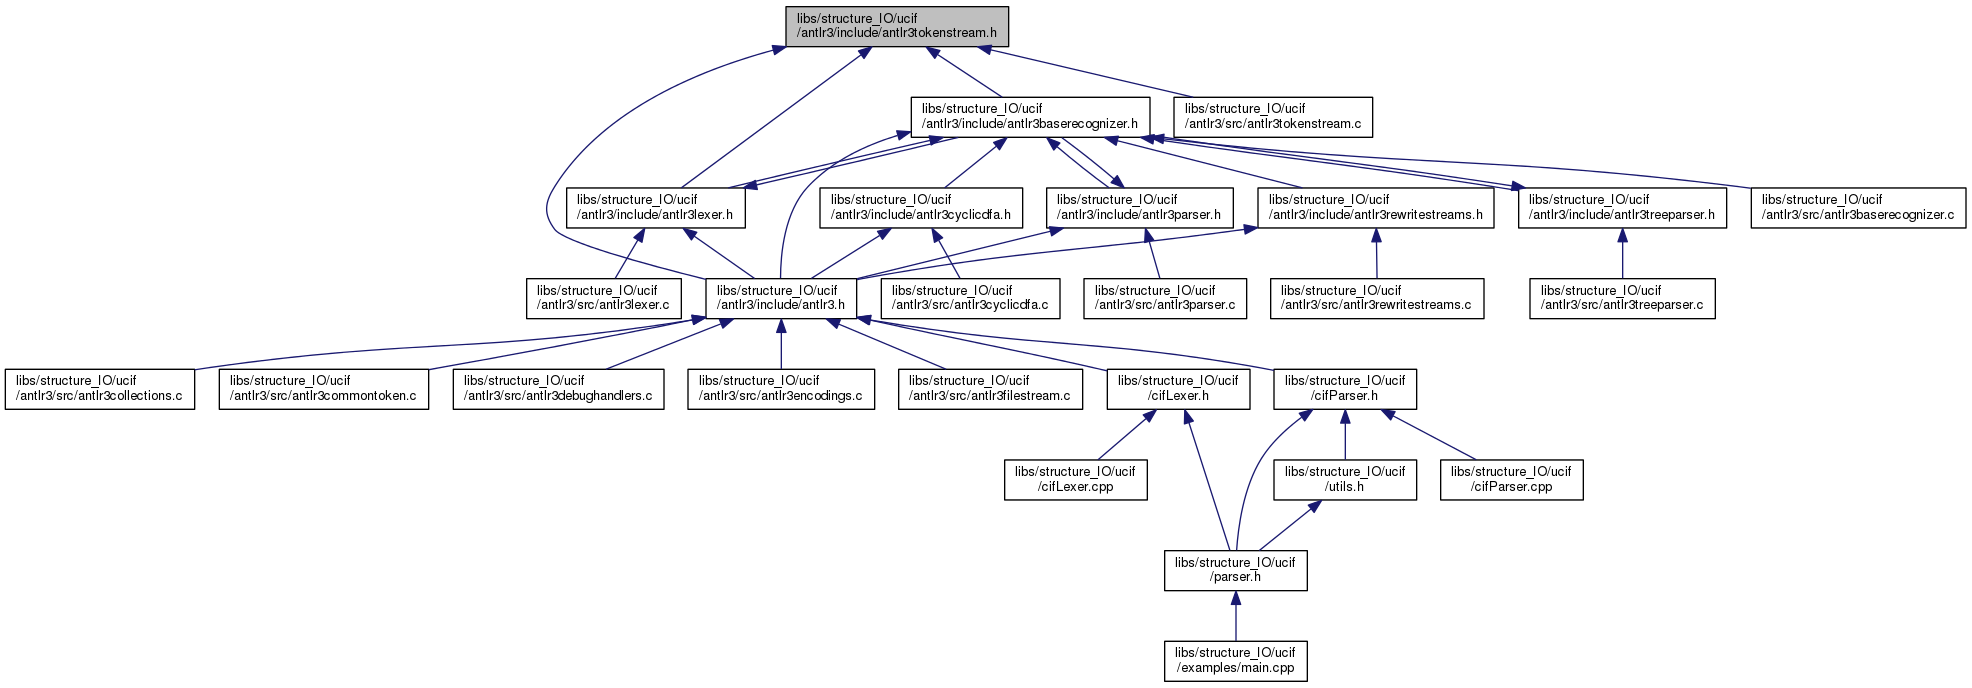 libs/structure_IO/ucif
/antlr3/include/antlr3tokenstream.h
libs/structure_IO/ucif
/antlr3/include/antlr3baserecognizer.h
libs/structure_IO/ucif
/antlr3/src/antlr3tokenstream.c
libs/structure_IO/ucif
/antlr3/include/antlr3lexer.h
libs/structure_IO/ucif
/antlr3/include/antlr3cyclicdfa.h
libs/structure_IO/ucif
/antlr3/include/antlr3parser.h
libs/structure_IO/ucif
/antlr3/include/antlr3rewritestreams.h
libs/structure_IO/ucif
/antlr3/include/antlr3treeparser.h
libs/structure_IO/ucif
/antlr3/src/antlr3baserecognizer.c
libs/structure_IO/ucif
/antlr3/src/antlr3lexer.c
libs/structure_IO/ucif
/antlr3/include/antlr3.h
libs/structure_IO/ucif
/antlr3/src/antlr3cyclicdfa.c
libs/structure_IO/ucif
/antlr3/src/antlr3parser.c
libs/structure_IO/ucif
/antlr3/src/antlr3rewritestreams.c
libs/structure_IO/ucif
/antlr3/src/antlr3treeparser.c
libs/structure_IO/ucif
/antlr3/src/antlr3collections.c
libs/structure_IO/ucif
/antlr3/src/antlr3commontoken.c
libs/structure_IO/ucif
/antlr3/src/antlr3debughandlers.c
libs/structure_IO/ucif
/antlr3/src/antlr3encodings.c
libs/structure_IO/ucif
/antlr3/src/antlr3filestream.c
libs/structure_IO/ucif
/cifLexer.h
libs/structure_IO/ucif
/cifParser.h
libs/structure_IO/ucif
/cifLexer.cpp
libs/structure_IO/ucif
/utils.h
libs/structure_IO/ucif
/cifParser.cpp
libs/structure_IO/ucif
/parser.h
libs/structure_IO/ucif
/examples/main.cpp